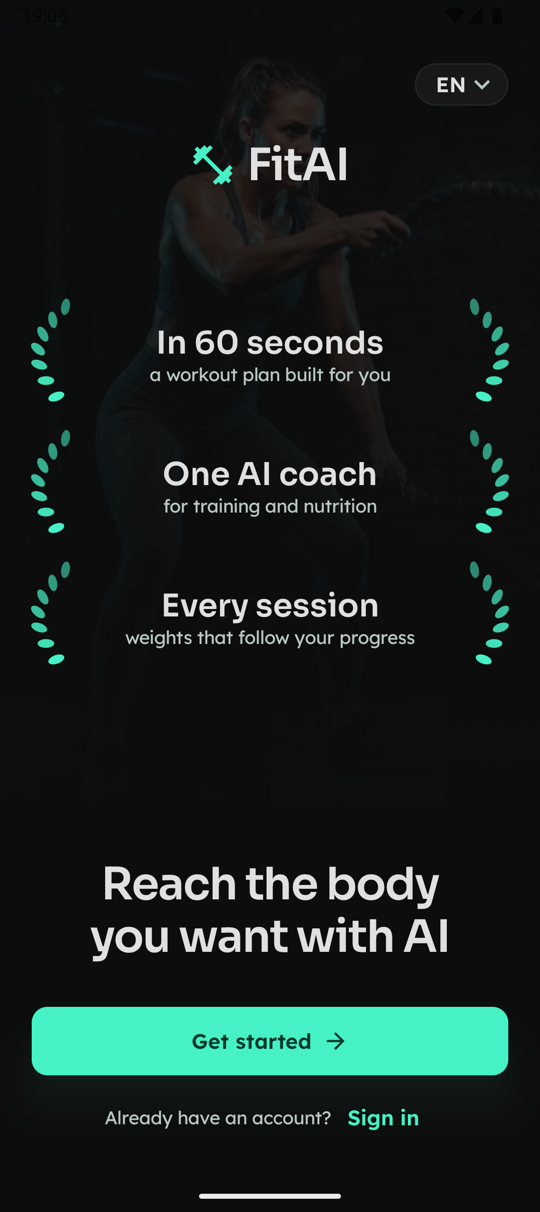 19:06
EN
FitAI
In 60 seconds
a workout plan built for you
One AI coach
for training and nutrition
Every session
weights that follow your progress
Reach the body
you want with AI
Get started
Already have an account? Sign in